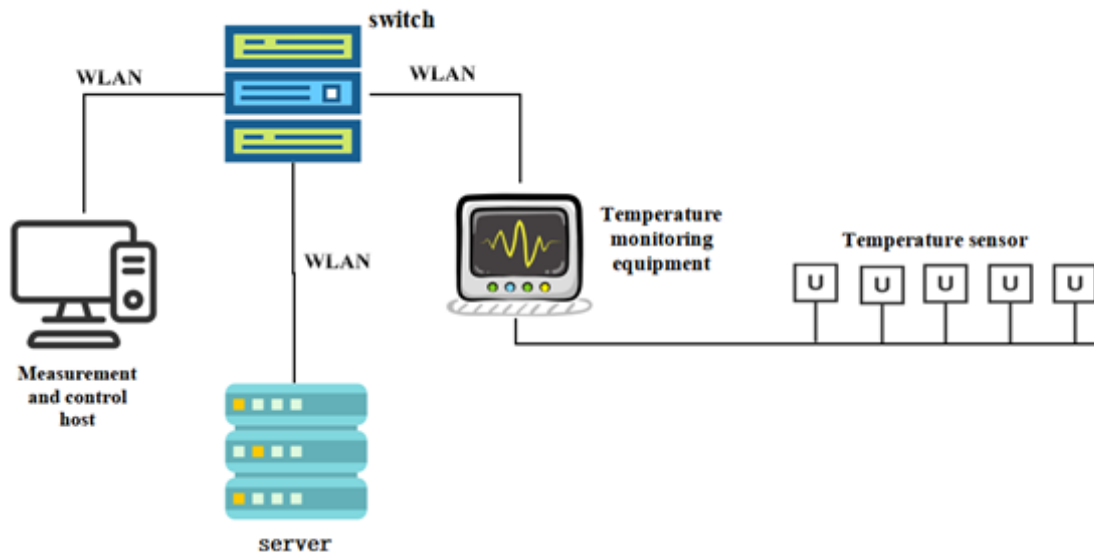 switch
WLAN
WLAN
Temperature
monitoring
equipment
Temperature sensor
U U U U U
WLAN
Measurement
and control
host
server